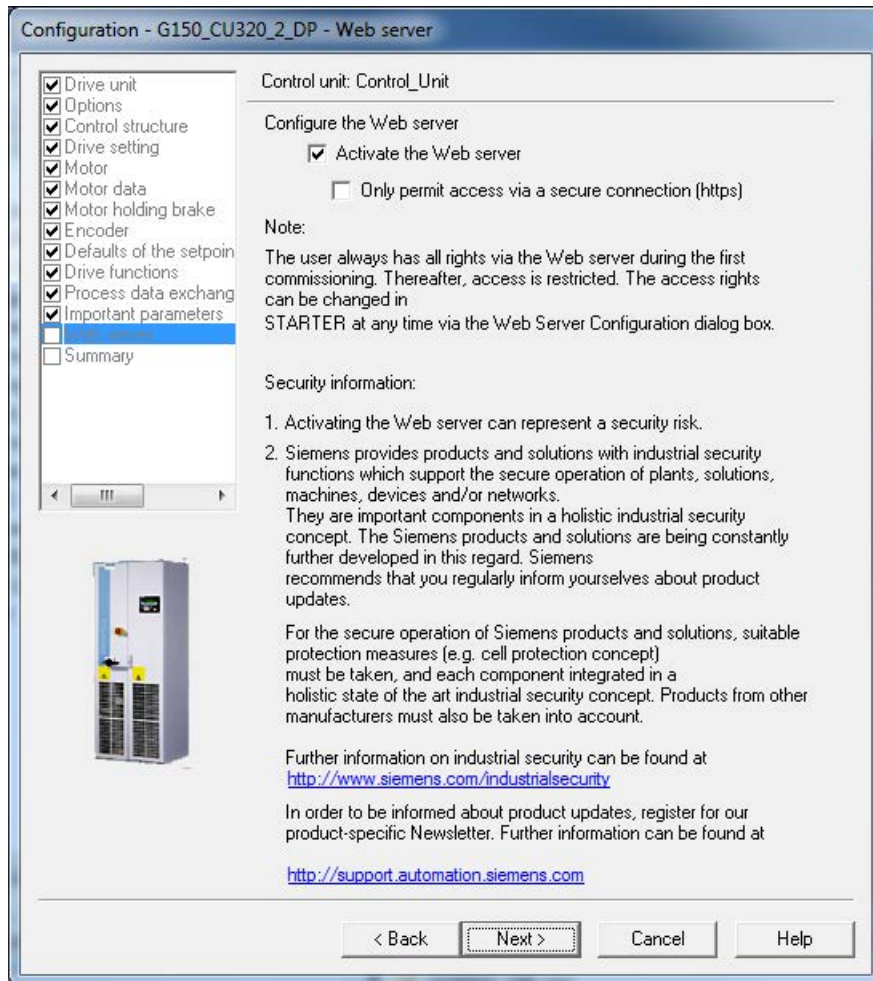 Configuration - G150_CU320_2_DP - Web server
Drive unit
Options
Control structure
Drive setting
Motor
Motor data
Motor holding brake
Encoder
Defaults of the setpoin
Drive functions
Process data exchang
Important parameters
Summary
Control unit: Control_Unit
Configure the Web server
Activate the Web server
Only permit access via a secure connection (https)
Note:
The user always has all rights via the Web server during the first
commissioning. Thereafter, access is restricted. The access rights
can be changed in
STARTER at any time via the Web Server Configuration dialog box.
Security information:
1. Activating the Web server can represent a security risk.
2. Siemens provides products and solutions with industrial security
functions which support the secure operation of plants, solutions,
machines, devices and/or networks.
They are important components in a holistic industrial security
concept. The Siemens products and solutions are being constantly
further developed in this regard. Siemens
recommends that you regularly inform yourselves about product
updates.
For the secure operation of Siemens products and solutions, suitable
protection measures (e.g. cell protection concept)
must be taken, and each component integrated in a
holistic state of the art industrial security concept. Products from other
manufacturers must also be taken into account.
Further information on industrial security can be found at
http://www.siemens.com/industrialsecurity
In order to be informed about product updates, register for our
product-specific Newsletter. Further information can be found at
http://support.automation.siemens.com
< Back
Next >
Cancel
Help